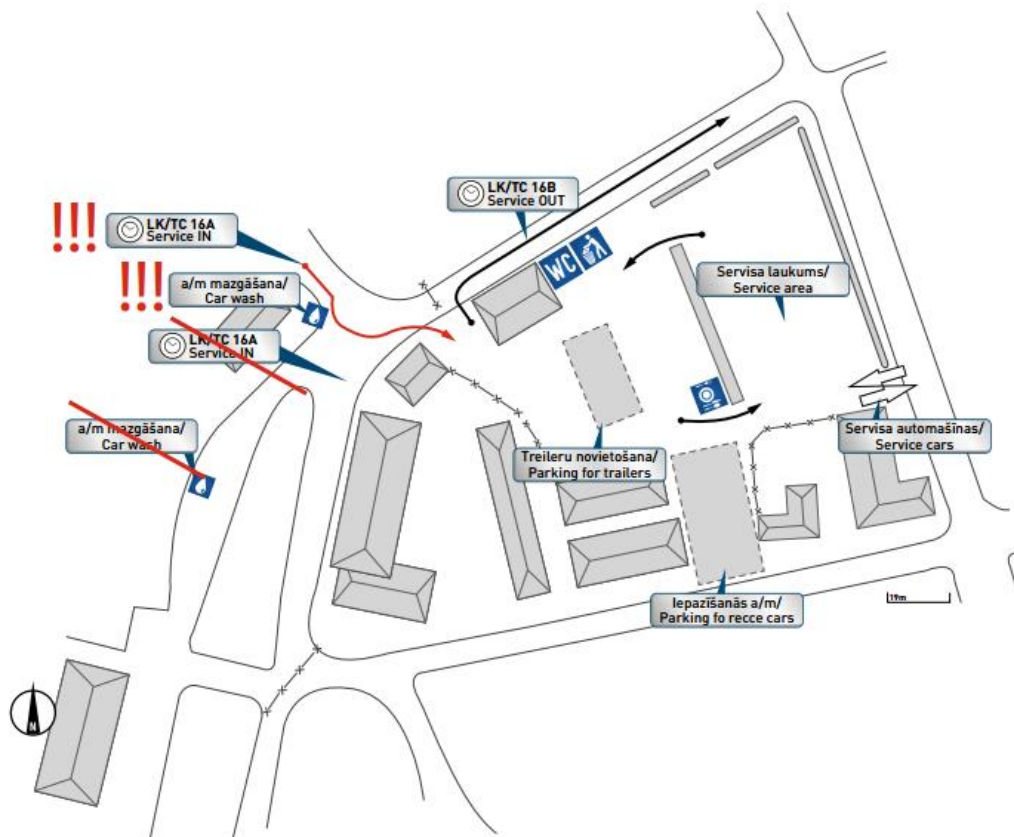 LK/TC 16B
Service OUT
!!!
LK/TC 16A
Service IN
WC
!!!
a/m mazgāšana/
Car wash
Servisa laukums/
Service area
LK/TC 16A
Service IN
a/m mazgāšana/
Car wash
Servisa automašīnas/
Service cars
Treileru novietošana/
Parking for trailers
Iepazīšanās a/m/
Parking fo recce cars
19m
N